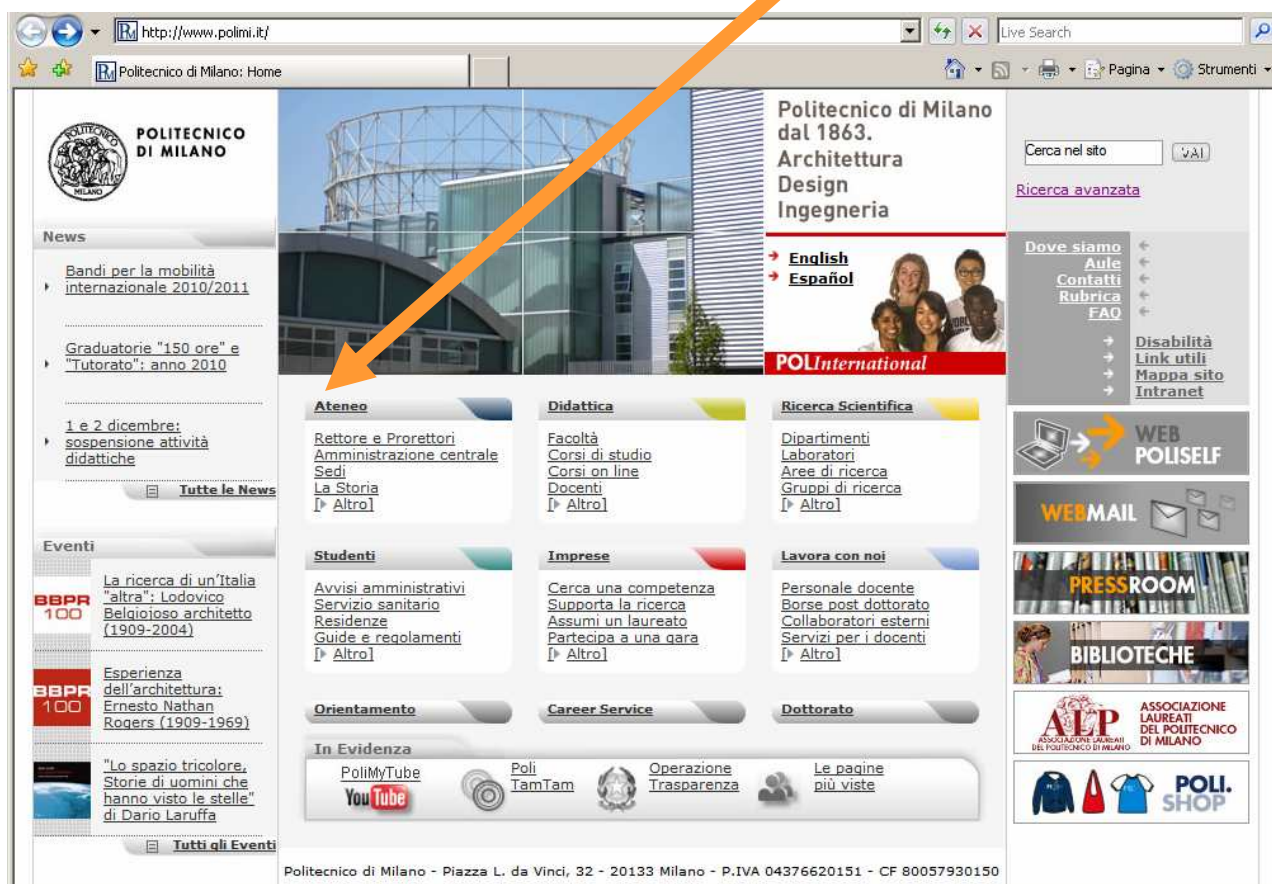 http://www.polimi.it/
Live Search
Politecnico di Milano: Home
Pagina
Strumenti
POLITECNICO
DI MILANO
POLITECNICO
MILANO
News
Bandi per la mobilità
internazionale 2010/2011
Graduatorie "150 ore" e
"Tutorato": anno 2010
1 e 2 dicembre:
sospensione attività
didattiche
Tutte le News
Eventi
BBPR
100
La ricerca di un'Italia
"altra": Lodovico
Belgiojoso architetto
(1909-2004)
BBPR
100
Esperienza
dell'architettura:
Ernesto Nathan
Rogers (1909-1969)
"Lo spazio tricolore,
Storie di uomini che
hanno visto le stelle"
di Dario Laruffa
Tutti gli Eventi
Politecnico di Milano
dal 1863.
Architettura
Design
Ingegneria
English
Español
POLInternational
Ateneo
Rettore e Prorettori
Amministrazione centrale
Sedi
La Storia
[ Altro]
Didattica
Facoltà
Corsi di studio
Corsi on line
Docenti
[ Altro]
Ricerca Scientifica
Dipartimenti
Laboratori
Aree di ricerca
Gruppi di ricerca
[ Altro]
Studenti
Avvisi amministrativi
Servizio sanitario
Residenze
Guide e regolamenti
[ Altro]
Imprese
Cerca una competenza
Supporta la ricerca
Assumi un laureato
Partecipa a una gara
[ Altro]
Lavora con noi
Personale docente
Borse post dottorato
Collaboratori esterni
Servizi per i docenti
[ Altro]
Orientamento
Career Service
Dottorato
In Evidenza
PoliMyTube
YouTube
Poli
TamTam
Operazione
Trasparenza
Le pagine
più viste
Politecnico di Milano - Piazza L. da Vinci, 32 - 20133 Milano - P.IVA 04376620151 - CF 80057930150
Cerca nel sito
VAI
Ricerca avanzata
Dove siamo
Aule
Contatti
Rubrica
FAQ
Disabilità
Link utili
Mappa sito
Intranet
WEB
POLISELF
WEBMAIL
PRESSROOM
BIBLIOTECHE
ALP
ASSOCIAZIONE LAUREATI
DEL POLITECNICO DI MILANO
ASSOCIAZIONE
LAUREATI
DEL POLITECNICO
DI MILANO
POLI.
SHOP